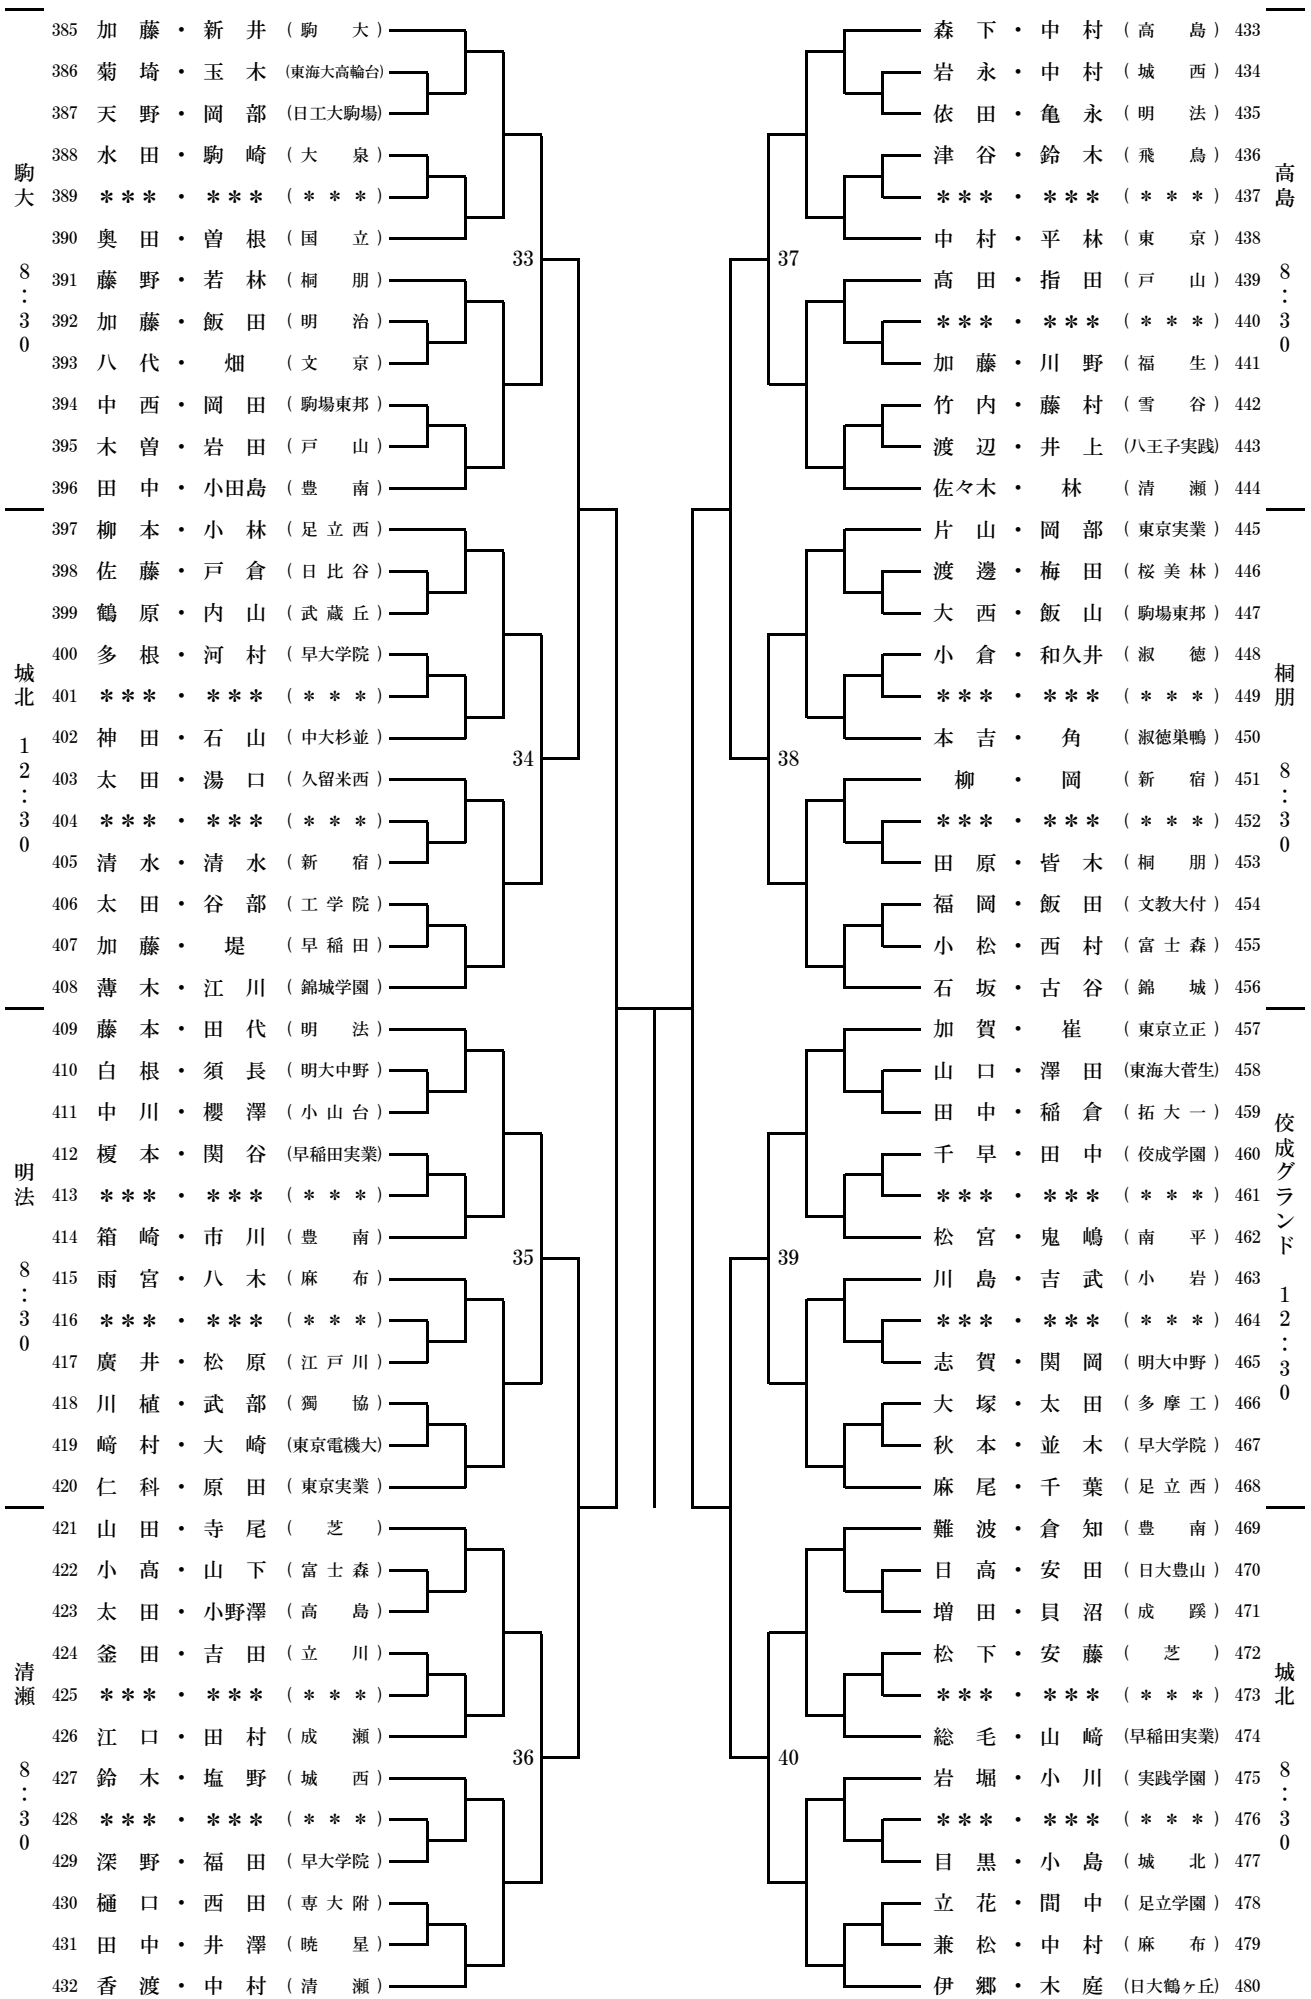 駒大 8:30
385 加藤・新井 (駒大)
386 菊埼・玉木 (東海大高輪台)
387 天野・岡部 (日工大駒場)
388 水田・駒崎 (大泉)
389 ***・*** (***)
390 奥田・曽根 (国立)
33
391 藤野・若林 (桐朋)
392 加藤・飯田 (明治)
393 八代・畑 (文京)
394 中西・岡田 (駒場東邦)
395 木曽・岩田 (戸山)
396 田中・小田島 (豊南)
城北 12:30
397 柳本・小林 (足立西)
398 佐藤・戸倉 (日比谷)
399 鶴原・内山 (武蔵丘)
400 多根・河村 (早大学院)
401 ***・*** (***)
402 神田・石山 (中大杉並)
34
403 太田・湯口 (久留米西)
404 ***・*** (***)
405 清水・清水 (新宿)
406 太田・谷部 (工学院)
407 加藤・堤 (早稲田)
408 薄木・江川 (錦城学園)
明法 8:30
409 藤本・田代 (明法)
410 白根・須長 (明大中野)
411 中川・櫻澤 (小山台)
412 榎本・関谷 (早稲田実業)
413 ***・*** (***)
414 箱崎・市川 (豊南)
35
415 雨宮・八木 (麻布)
416 ***・*** (***)
417 廣井・松原 (江戸川)
418 川植・武部 (獨協)
419 﨑村・大崎 (東京電機大)
420 仁科・原田 (東京実業)
清瀬 8:30
421 山田・寺尾 (芝)
422 小髙・山下 (富士森)
423 太田・小野澤 (高島)
424 釜田・吉田 (立川)
425 ***・*** (***)
426 江口・田村 (成瀬)
36
427 鈴木・塩野 (城西)
428 ***・*** (***)
429 深野・福田 (早大学院)
430 樋口・西田 (専大附)
431 田中・井澤 (暁星)
432 香渡・中村 (清瀬)
高島 8:30
森下・中村 (高島) 433
岩永・中村 (城西) 434
依田・亀永 (明法) 435
津谷・鈴木 (飛鳥) 436
***・*** (***) 437
中村・平林 (東京) 438
37
髙田・指田 (戸山) 439
***・*** (***) 440
加藤・川野 (福生) 441
竹内・藤村 (雪谷) 442
渡辺・井上 (八王子実践) 443
佐々木・林 (清瀬) 444
桐朋 8:30
片山・岡部 (東京実業) 445
渡邊・梅田 (桜美林) 446
大西・飯山 (駒場東邦) 447
小倉・和久井 (淑徳) 448
***・*** (***) 449
本吉・角 (淑徳巣鴨) 450
38
柳・岡 (新宿) 451
***・*** (***) 452
田原・皆木 (桐朋) 453
福岡・飯田 (文教大付) 454
小松・西村 (富士森) 455
石坂・古谷 (錦城) 456
佼成グランド 12:30
加賀・崔 (東京立正) 457
山口・澤田 (東海大菅生) 458
田中・稲倉 (拓大一) 459
千早・田中 (佼成学園) 460
***・*** (***) 461
松宮・鬼嶋 (南平) 462
39
川島・吉武 (小岩) 463
***・*** (***) 464
志賀・関岡 (明大中野) 465
大塚・太田 (多摩工) 466
秋本・並木 (早大学院) 467
麻尾・千葉 (足立西) 468
城北 8:30
難波・倉知 (豊南) 469
日高・安田 (日大豊山) 470
増田・貝沼 (成蹊) 471
松下・安藤 (芝) 472
***・*** (***) 473
総毛・山﨑 (早稲田実業) 474
40
岩堀・小川 (実践学園) 475
***・*** (***) 476
目黒・小島 (城北) 477
立花・間中 (足立学園) 478
兼松・中村 (麻布) 479
伊郷・木庭 (日大鶴ヶ丘) 480